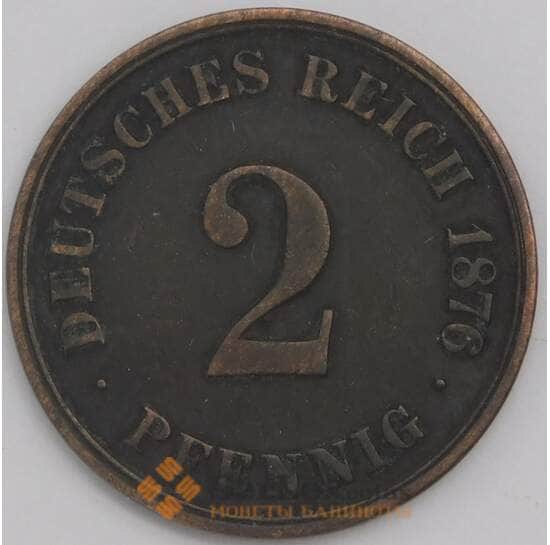 DEUTSCHES REICH 1876
2
· PFENNIG ·
МОНЕТЫ БАНКНОТЫ